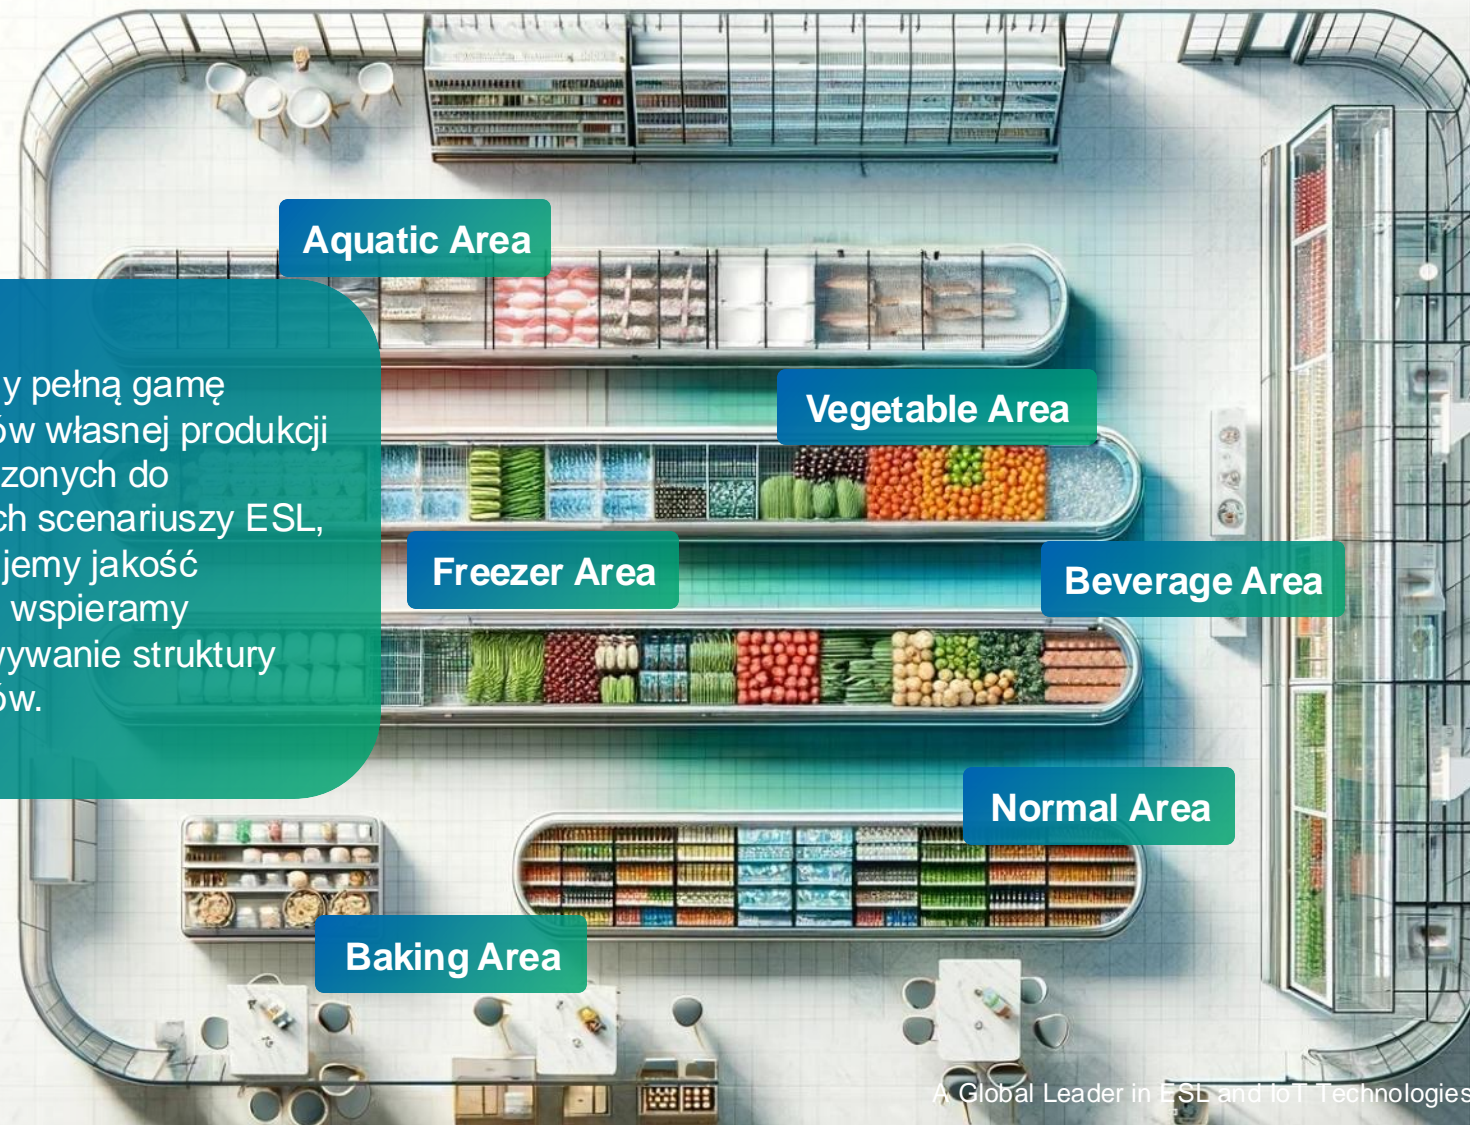 Aquatic Area
y pełną gamę
ów własnej produkcji
zonych do
ch scenariuszy ESL,
jemy jakość
wspieramy
ywanie struktury
ów.
Vegetable Area
Freezer Area
Beverage Area
Normal Area
Baking Area
A Global Leader in ESL and IoT Technologies